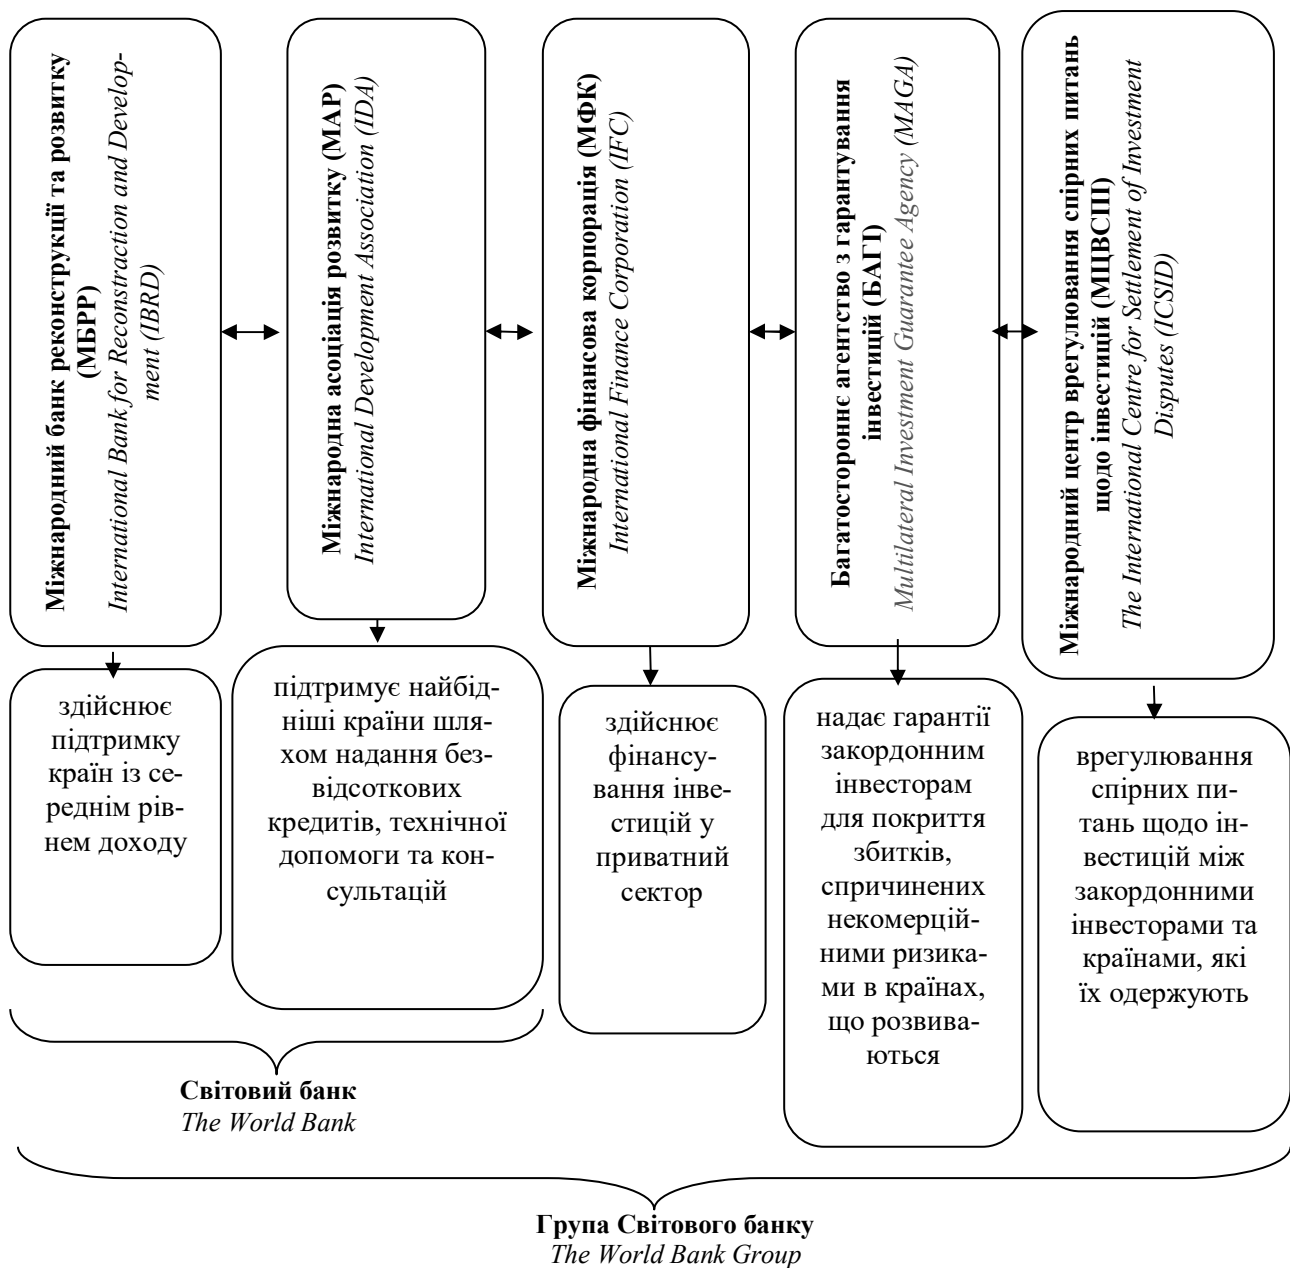 Міжнародний банк реконструкції та розвитку
(МБРР)
International Bank for Reconstraction and Develop-
ment (IBRD)
Міжнародна асоціація розвитку (МАР)
International Development Association (IDA)
Міжнародна фінансова корпорація (МФК)
International Finance Corporation (IFC)
Багатостороннє агентство з гарантування
інвестицій (БАГІ)
Multilateral Investment Guarantee Agency (MAGA)
Міжнародний центр врегулювання спірних питань
щодо інвестицій (МЦВСПІ)
The International Centre for Settlement of Investment
Disputes (ICSID)
здійснює
підтримку
країн із се-
реднім рів-
нем доходу
підтримує найбід-
ніші країни шля-
хом надання без-
відсоткових
кредитів, технічної
допомоги та кон-
сультацій
здійснює
фінансу-
вання інве-
стицій у
приватний
сектор
надає гарантії
закордонним
інвесторам
для покриття
збитків,
спричинених
некомерцій-
ними ризика-
ми в країнах,
що розвива-
ються
врегулювання
спірних пи-
тань щодо ін-
вестицій між
закордонними
інвесторами та
країнами, які
їх одержують
Світовий банк
The World Bank
Група Світового банку
The World Bank Group